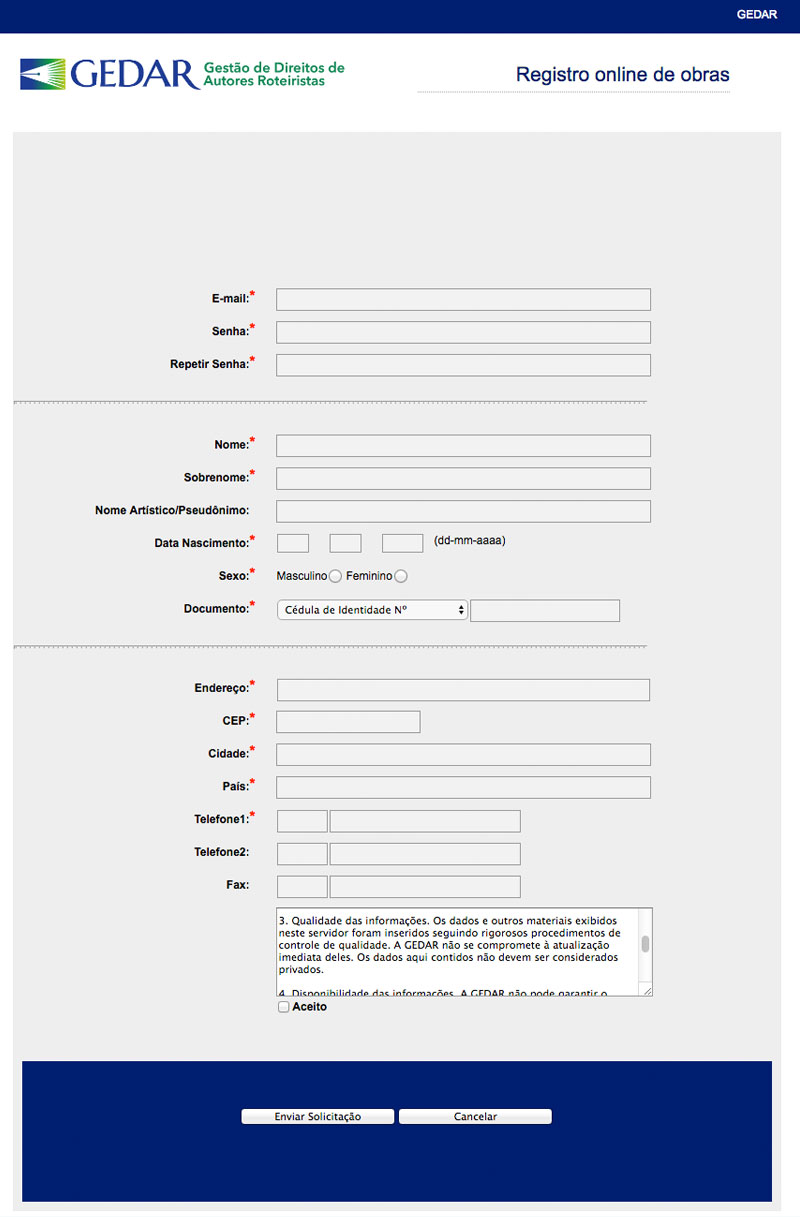 GEDAR
GEDAR Gestão de Direitos de
Autores Roteiristas
Registro online de obras
E-mail:*
Senha:*
Repetir Senha:*
Nome:*
Sobrenome:*
Nome Artístico/Pseudônimo:
Data Nascimento:* (dd-mm-aaaa)
Sexo:* Masculino Feminino
Documento:* Cédula de Identidade Nº
Endereço:*
CEP:*
Cidade:*
País:*
Telefone1:*
Telefone2:
Fax:
3. Qualidade das informações. Os dados e outros materiais exibidos
neste servidor foram inseridos seguindo rigorosos procedimentos de
controle de qualidade. A GEDAR não se compromete à atualização
imediata deles. Os dados aqui contidos não devem ser considerados
privados.
4. Disponibilidade das informações. A GEDAR não pode garantir o
Aceito
Enviar Solicitação Cancelar